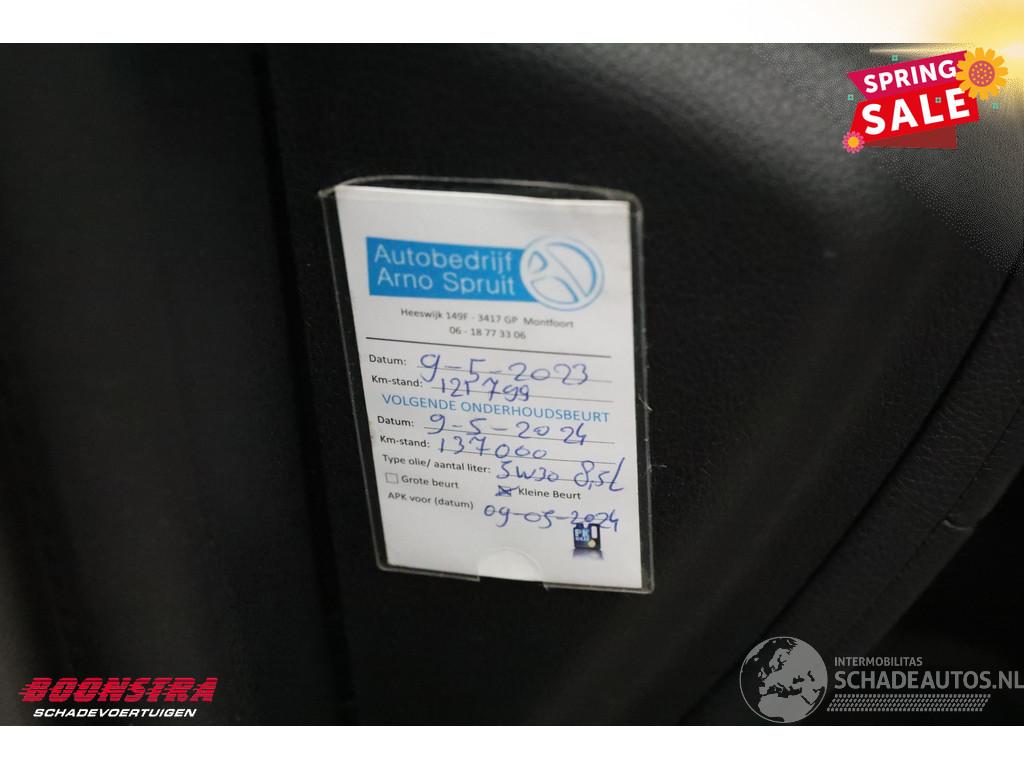 SPRING
SALE
Autobedrijf
Arno Spruit
Heeswijk 149F - 3417 GP Montfoort
06 - 18 77 33 06
Datum: 9-5-2023
Km-stand: 121799
VOLGENDE ONDERHOUDSBEURT
Datum: 9-5-2024
Km-stand: 137000
Type olie/ aantal liter: 5W30 8,5L
Grote beurt Kleine Beurt
APK voor (datum) 09-05-2024
PK
BOONSTRA
SCHADEVOERTUIGEN
INTERMOBILITAS
SCHADEAUTOS.NL